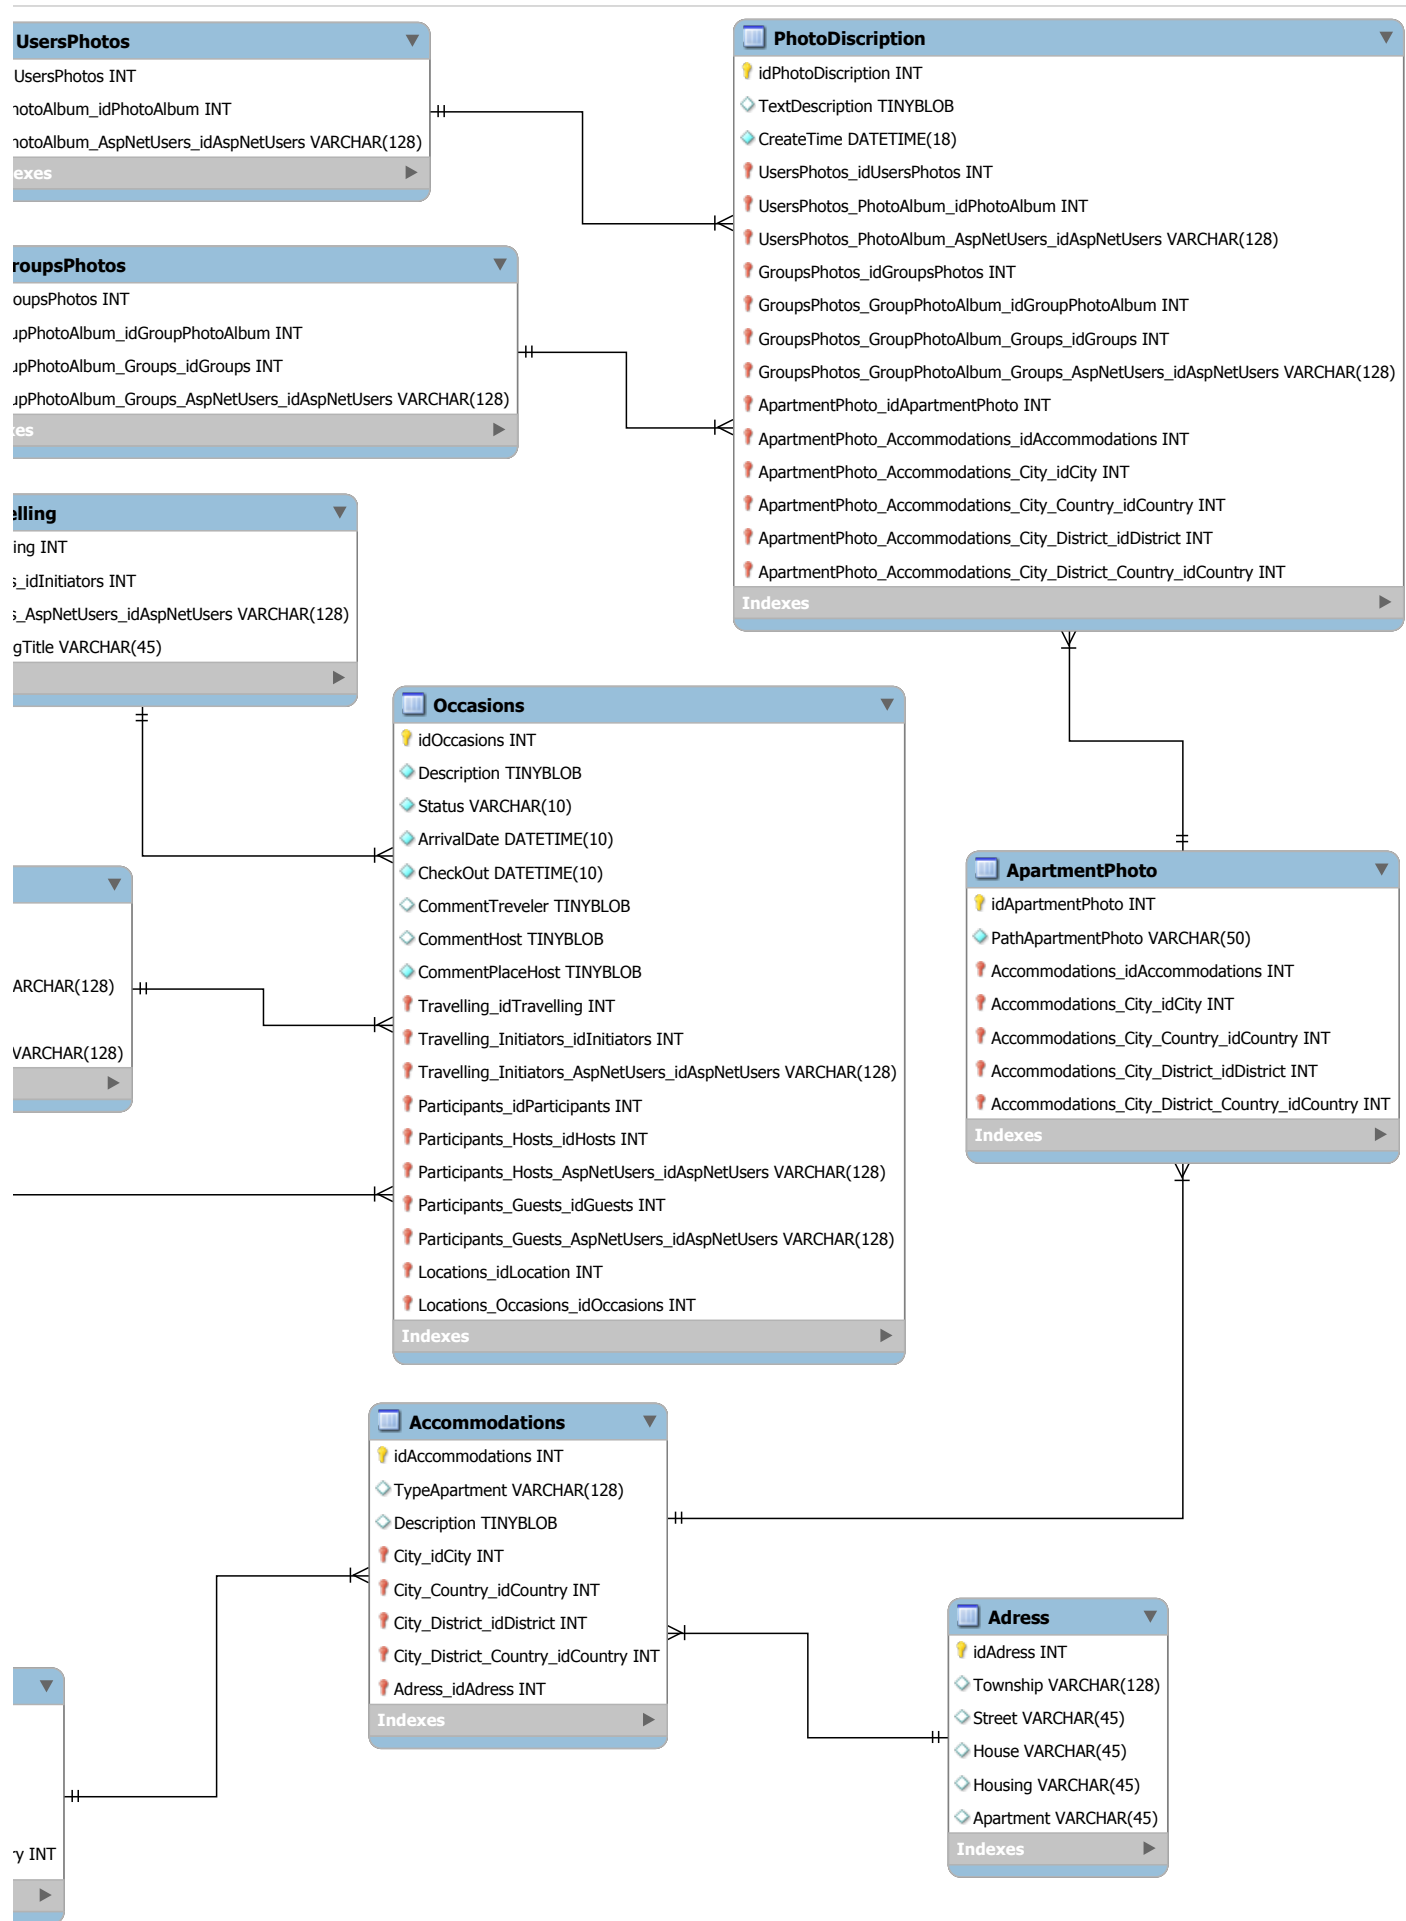 UsersPhotos
UsersPhotos INT
hotoAlbum_idPhotoAlbum INT
hotoAlbum_AspNetUsers_idAspNetUsers VARCHAR(128)
exes
roupsPhotos
oupsPhotos INT
upPhotoAlbum_idGroupPhotoAlbum INT
upPhotoAlbum_Groups_idGroups INT
upPhotoAlbum_Groups_AspNetUsers_idAspNetUsers VARCHAR(128)
xes
elling
ing INT
s_idInitiators INT
s_AspNetUsers_idAspNetUsers VARCHAR(128)
gTitle VARCHAR(45)
PhotoDiscription
idPhotoDiscription INT
TextDescription TINYBLOB
CreateTime DATETIME(18)
UsersPhotos_idUsersPhotos INT
UsersPhotos_PhotoAlbum_idPhotoAlbum INT
UsersPhotos_PhotoAlbum_AspNetUsers_idAspNetUsers VARCHAR(128)
GroupsPhotos_idGroupsPhotos INT
GroupsPhotos_GroupPhotoAlbum_idGroupPhotoAlbum INT
GroupsPhotos_GroupPhotoAlbum_Groups_idGroups INT
GroupsPhotos_GroupPhotoAlbum_Groups_AspNetUsers_idAspNetUsers VARCHAR(128)
ApartmentPhoto_idApartmentPhoto INT
ApartmentPhoto_Accommodations_idAccommodations INT
ApartmentPhoto_Accommodations_City_idCity INT
ApartmentPhoto_Accommodations_City_Country_idCountry INT
ApartmentPhoto_Accommodations_City_District_idDistrict INT
ApartmentPhoto_Accommodations_City_District_Country_idCountry INT
Indexes
ARCHAR(128)
VARCHAR(128)
Occasions
idOccasions INT
Description TINYBLOB
Status VARCHAR(10)
ArrivalDate DATETIME(10)
CheckOut DATETIME(10)
CommentTreveler TINYBLOB
CommentHost TINYBLOB
CommentPlaceHost TINYBLOB
Travelling_idTravelling INT
Travelling_Initiators_idInitiators INT
Travelling_Initiators_AspNetUsers_idAspNetUsers VARCHAR(128)
Participants_idParticipants INT
Participants_Hosts_idHosts INT
Participants_Hosts_AspNetUsers_idAspNetUsers VARCHAR(128)
Participants_Guests_idGuests INT
Participants_Guests_AspNetUsers_idAspNetUsers VARCHAR(128)
Locations_idLocation INT
Locations_Occasions_idOccasions INT
Indexes
ApartmentPhoto
idApartmentPhoto INT
PathApartmentPhoto VARCHAR(50)
Accommodations_idAccommodations INT
Accommodations_City_idCity INT
Accommodations_City_Country_idCountry INT
Accommodations_City_District_idDistrict INT
Accommodations_City_District_Country_idCountry INT
Indexes
Accommodations
idAccommodations INT
TypeApartment VARCHAR(128)
Description TINYBLOB
City_idCity INT
City_Country_idCountry INT
City_District_idDistrict INT
City_District_Country_idCountry INT
Adress_idAdress INT
Indexes
Adress
idAdress INT
Township VARCHAR(128)
Street VARCHAR(45)
House VARCHAR(45)
Housing VARCHAR(45)
Apartment VARCHAR(45)
Indexes
ry INT